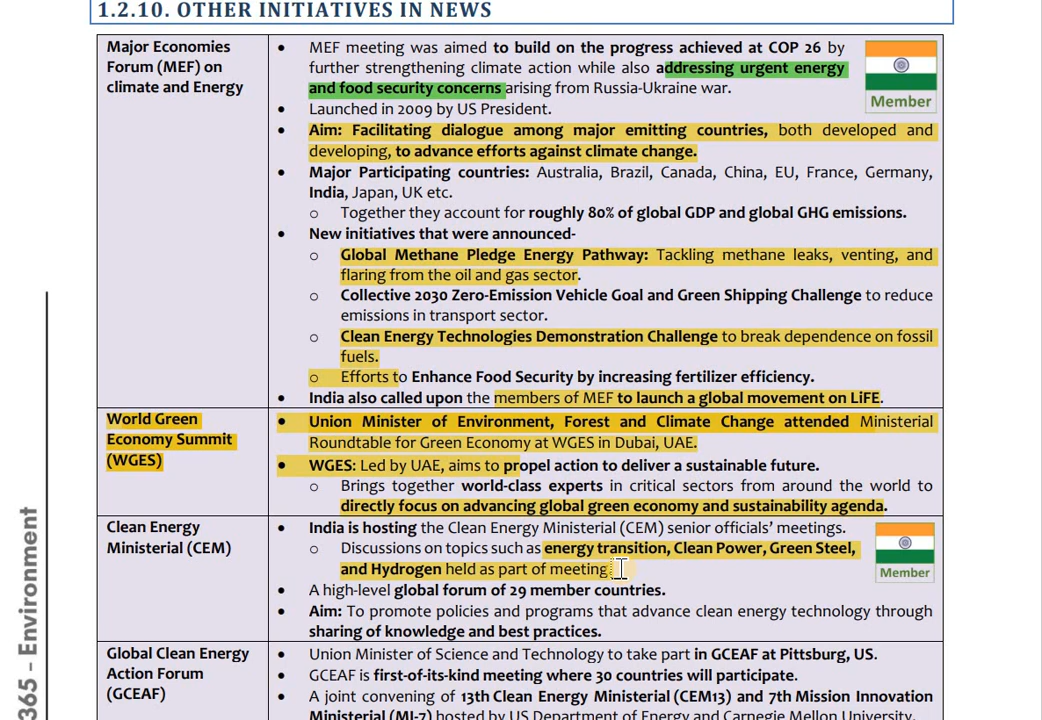 1.2.10. OTHER INITIATIVES IN NEWS
Major Economies
Forum (MEF) on
climate and Energy
• MEF meeting was aimed to build on the progress achieved at COP 26 by
further strengthening climate action while also addressing urgent energy
and food security concerns arising from Russia-Ukraine war.
Member
• Launched in 2009 by US President.
• Aim: Facilitating dialogue among major emitting countries, both developed and
developing, to advance efforts against climate change.
• Major Participating countries: Australia, Brazil, Canada, China, EU, France, Germany,
India, Japan, UK etc.
o Together they account for roughly 80% of global GDP and global GHG emissions.
• New initiatives that were announced-
o Global Methane Pledge Energy Pathway: Tackling methane leaks, venting, and
flaring from the oil and gas sector.
o Collective 2030 Zero-Emission Vehicle Goal and Green Shipping Challenge to reduce
emissions in transport sector.
o Clean Energy Technologies Demonstration Challenge to break dependence on fossil
fuels.
o Efforts to Enhance Food Security by increasing fertilizer efficiency.
• India also called upon the members of MEF to launch a global movement on LiFE.
World Green
Economy Summit
(WGES)
• Union Minister of Environment, Forest and Climate Change attended Ministerial
Roundtable for Green Economy at WGES in Dubai, UAE.
• WGES: Led by UAE, aims to propel action to deliver a sustainable future.
o Brings together world-class experts in critical sectors from around the world to
directly focus on advancing global green economy and sustainability agenda.
Clean Energy
Ministerial (CEM)
• India is hosting the Clean Energy Ministerial (CEM) senior officials' meetings.
o Discussions on topics such as energy transition, Clean Power, Green Steel,
and Hydrogen held as part of meeting.
Member
• A high-level global forum of 29 member countries.
• Aim: To promote policies and programs that advance clean energy technology through
sharing of knowledge and best practices.
Global Clean Energy
Action Forum
(GCEAF)
• Union Minister of Science and Technology to take part in GCEAF at Pittsburg, US.
• GCEAF is first-of-its-kind meeting where 30 countries will participate.
• A joint convening of 13th Clean Energy Ministerial (CEM13) and 7th Mission Innovation
Ministerial (MI-7) hosted by US Department of Energy and Carnegie Mellon University.
365 – Environment